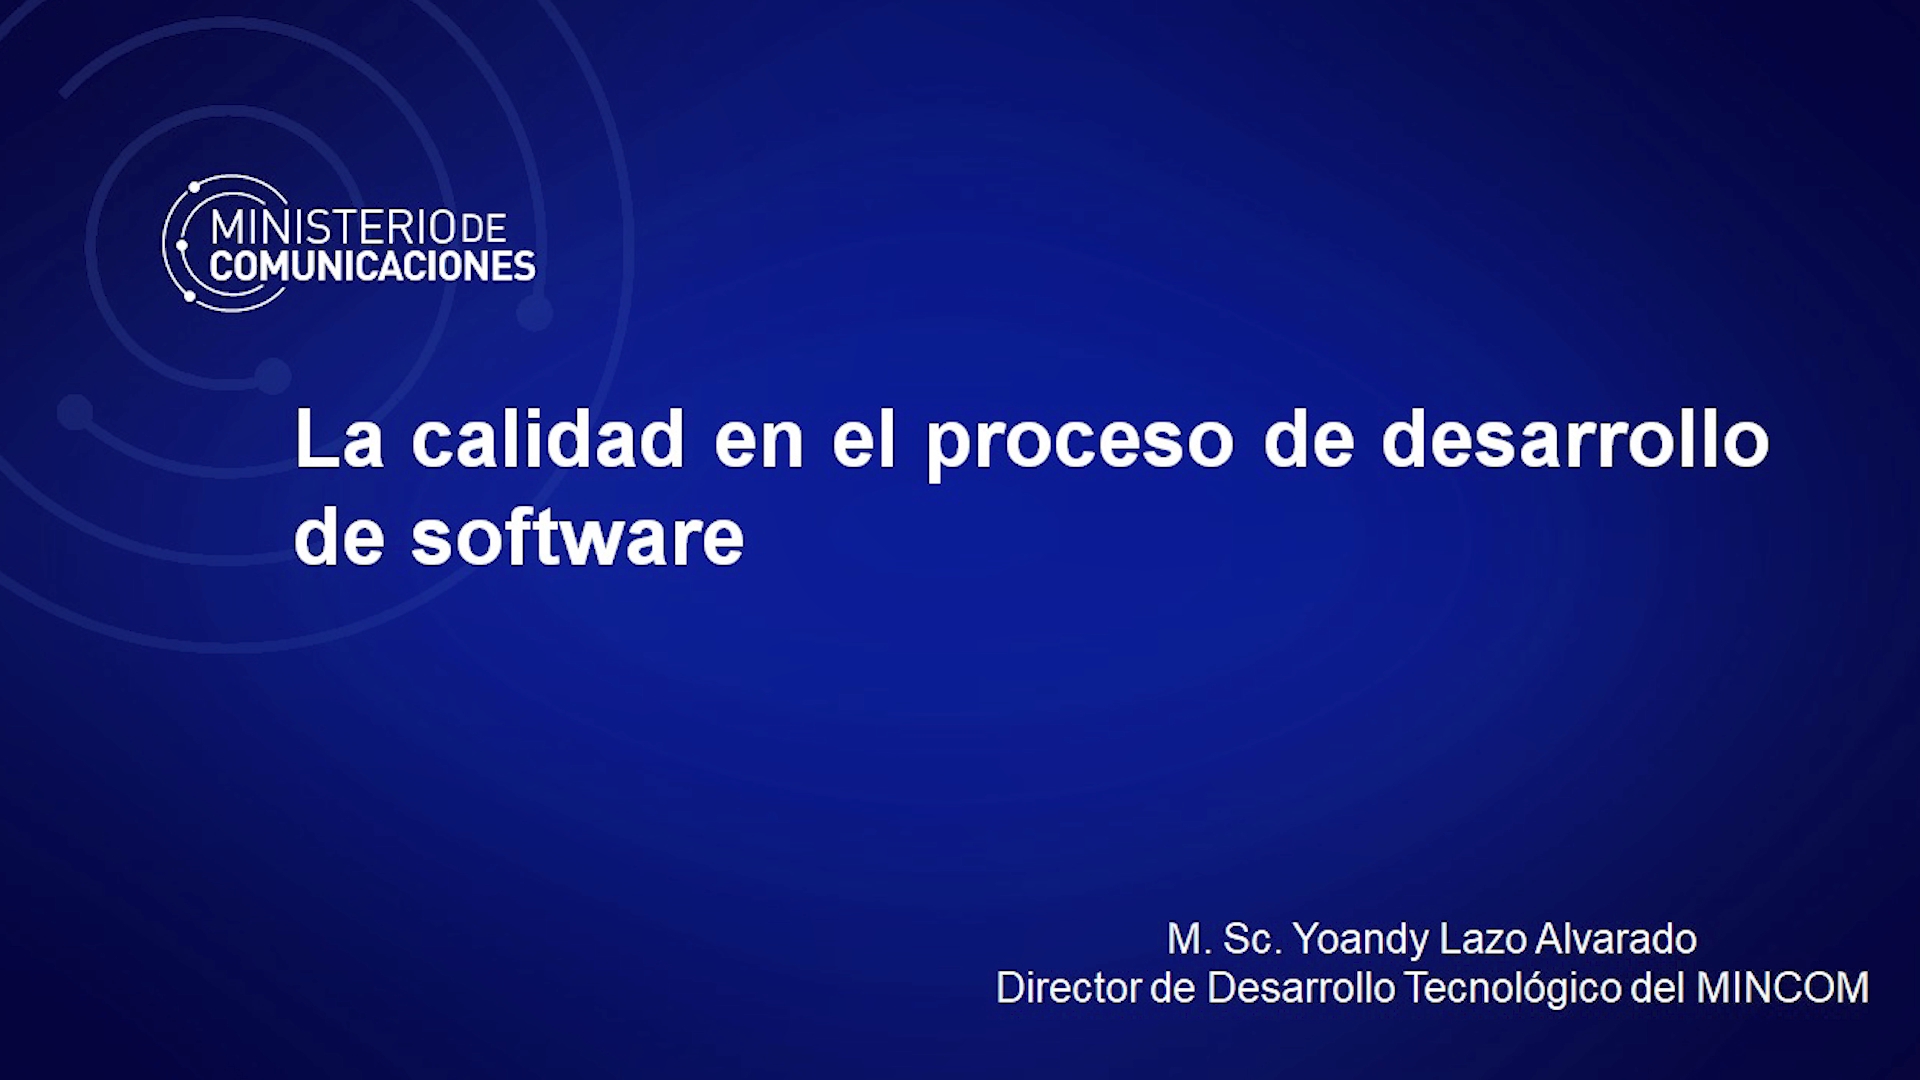 MINISTERIO DE
COMUNICACIONES
La calidad en el proceso de desarrollo
de software
M. Sc. Yoandy Lazo Alvarado
Director de Desarrollo Tecnológico del MINCOM